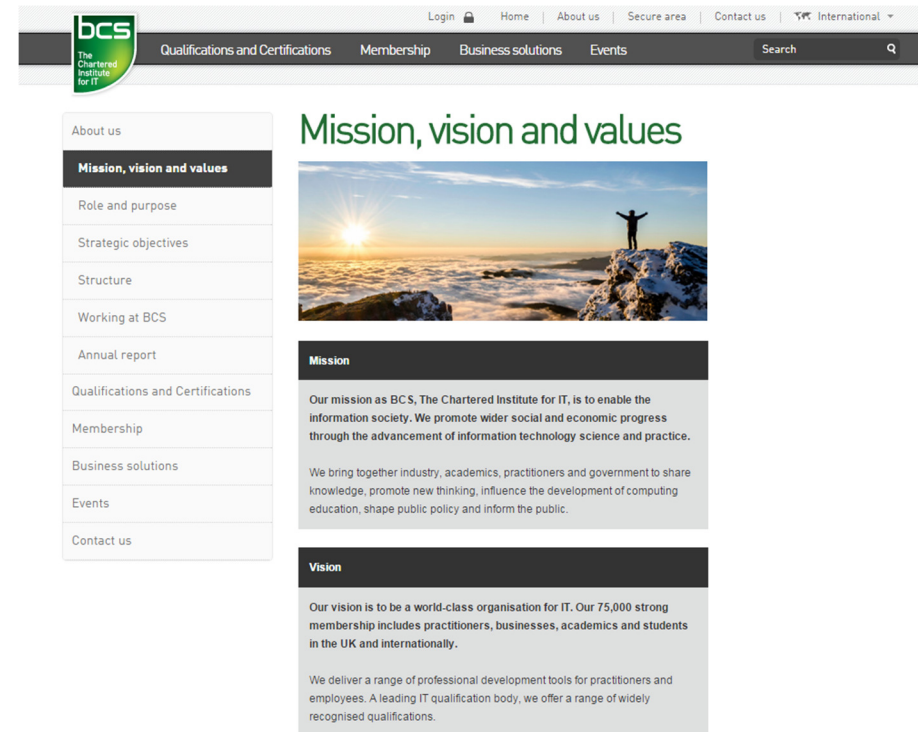 Login Home About us Secure area Contact us International
bcs
The
Chartered
Institute
for IT
Qualifications and Certifications Membership Business solutions Events Search
About us
Mission, vision and values
Role and purpose
Strategic objectives
Structure
Working at BCS
Annual report
Qualifications and Certifications
Membership
Business solutions
Events
Contact us
Mission, vision and values
Mission
Our mission as BCS, The Chartered Institute for IT, is to enable the
information society. We promote wider social and economic progress
through the advancement of information technology science and practice.
We bring together industry, academics, practitioners and government to share
knowledge, promote new thinking, influence the development of computing
education, shape public policy and inform the public.
Vision
Our vision is to be a world-class organisation for IT. Our 75,000 strong
membership includes practitioners, businesses, academics and students
in the UK and internationally.
We deliver a range of professional development tools for practitioners and
employees. A leading IT qualification body, we offer a range of widely
recognised qualifications.